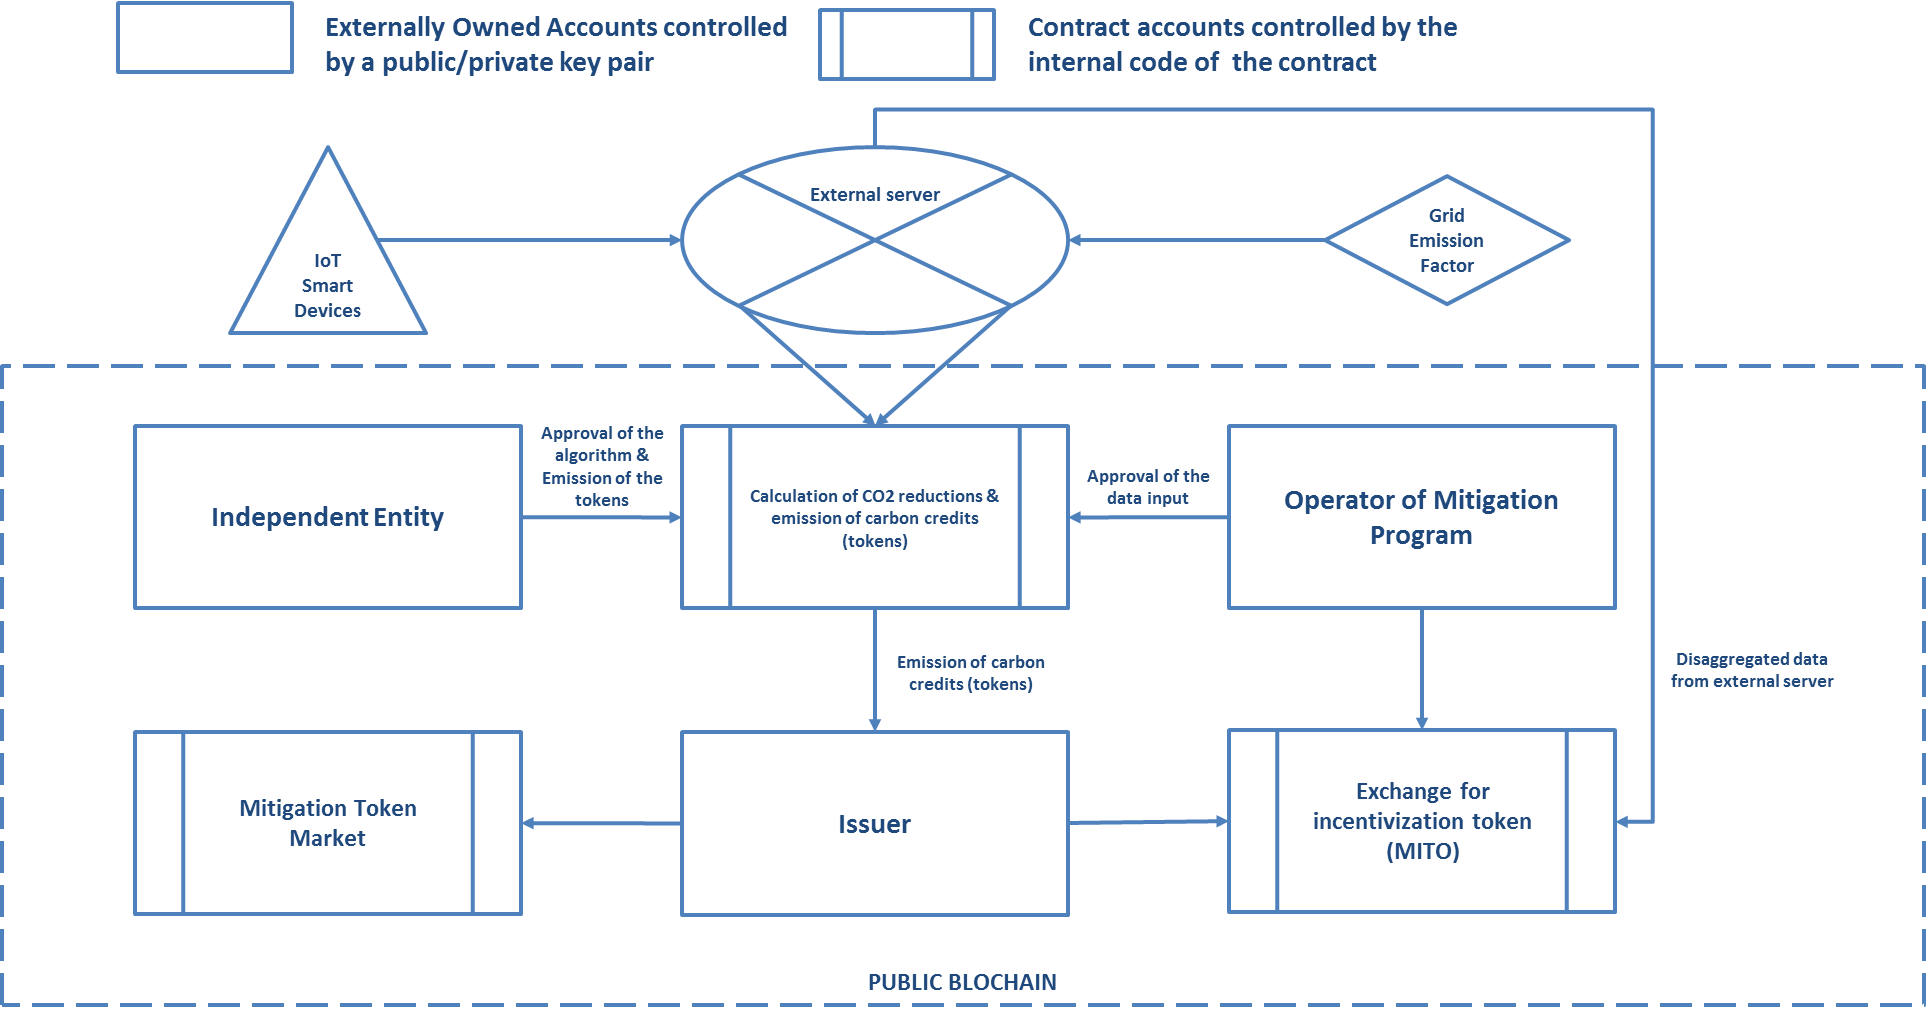 Externally Owned Accounts controlled
by a public/private key pair
Contract accounts controlled by the
internal code of the contract
External server
IoT
Smart
Devices
Grid
Emission
Factor
Approval of the
algorithm &
Emission of the
tokens
Independent Entity
Calculation of CO2 reductions &
emission of carbon credits
(tokens)
Approval of the
data input
Operator of Mitigation
Program
Emission of carbon
credits (tokens)
Disaggregated data
from external server
Mitigation Token
Market
Issuer
Exchange for
incentivization token
(MITO)
PUBLIC BLOCHAIN